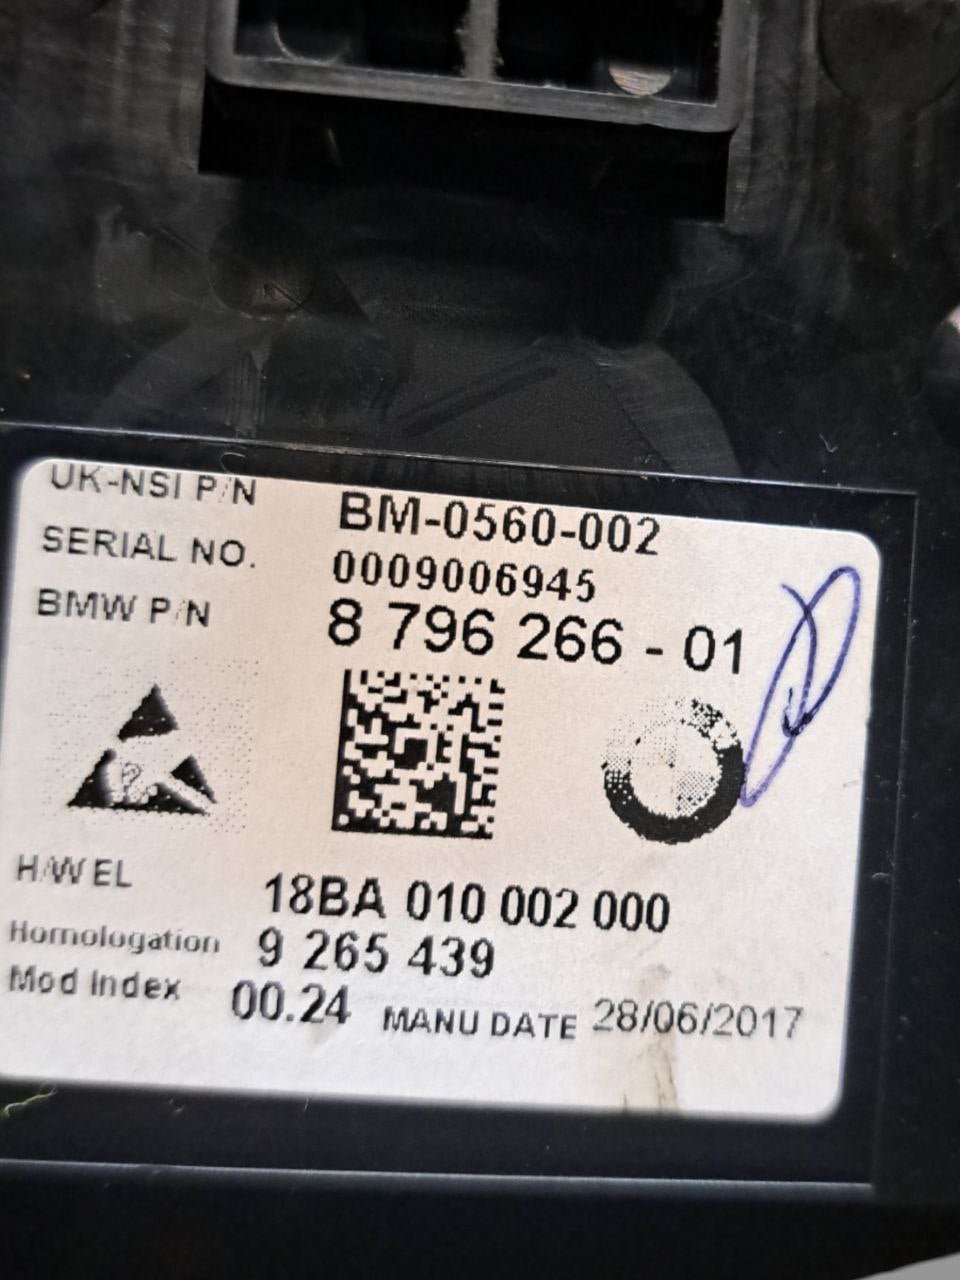 UK-NSI P/N BM-0560-002
SERIAL NO. 0009006945
BMW P/N 8 796 266 - 01
H/W EL 18BA 010 002 000
Homologation 9 265 439
Mod Index 00.24 MANU DATE 28/06/2017